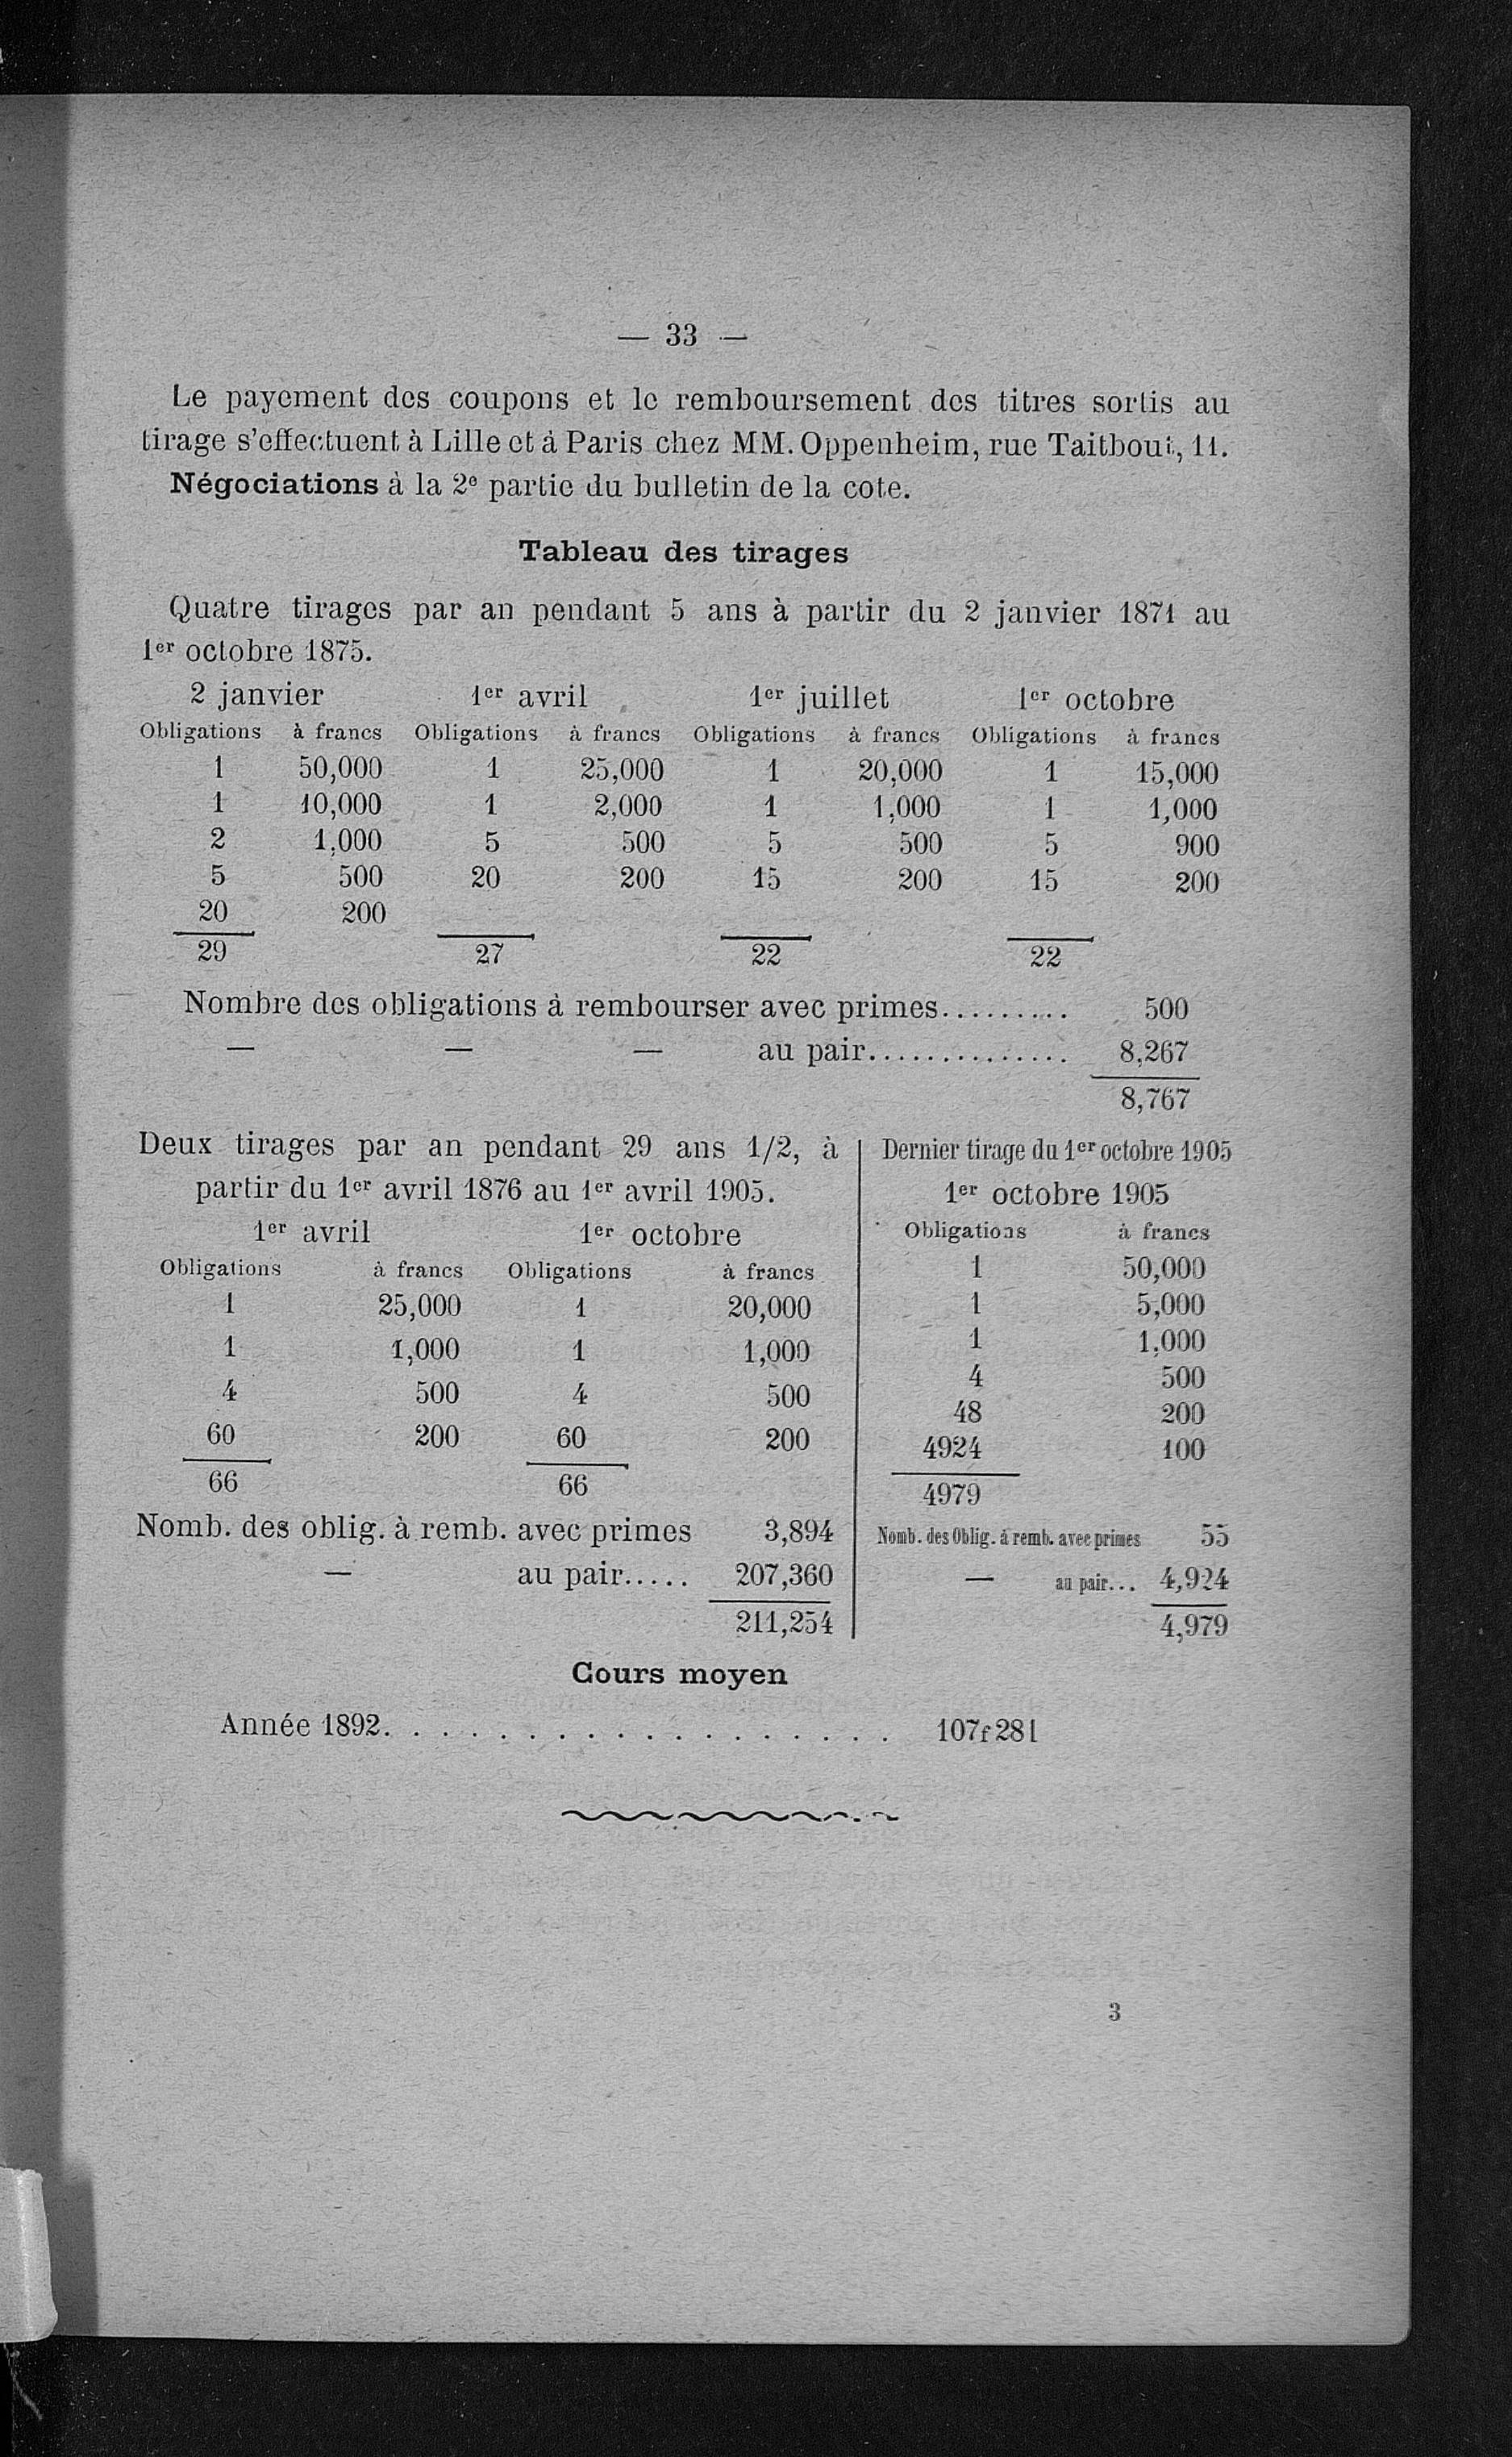 — 33 —
Le payement des coupons et le remboursement des titres sortis au
tirage s'effectuent à Lille et à Paris chez MM. Oppenheim, rue Taitbout, 11.
Négociations à la 2e partie du bulletin de la cote.
Tableau des tirages
Quatre tirages par an pendant 5 ans à partir du 2 janvier 1871 au
1er octobre 1875.
2 janvier 1er avril 1er juillet 1er octobre
Obligations à francs Obligations à francs Obligations à francs Obligations à francs
1 50,000 1 25,000 1 20,000 1 15,000
1 10,000 1 2,000 1 1,000 1 1,000
2 1,000 5 500 5 500 5 900
5 500 20 200 15 200 15 200
20 200
29 27 22 22
Nombre des obligations à rembourser avec primes......... 500
— — — au pair.............. 8,267
8,767
Deux tirages par an pendant 29 ans 1/2, à
partir du 1er avril 1876 au 1er avril 1905.
1er avril 1er octobre
Obligations à francs Obligations à francs
1 25,000 1 20,000
1 1,000 1 1,000
4 500 4 500
60 200 60 200
66 66
Nomb. des oblig. à remb. avec primes 3,894
— au pair..... 207,360
211,254
Dernier tirage du 1er octobre 1905
1er octobre 1905
Obligations à francs
1 50,000
1 5,000
1 1,000
4 500
48 200
4924 100
4979
Nomb. des Oblig. à remb. avec primes 55
— au pair... 4,924
4,979
Cours moyen
Année 1892. . . . . . . . . . . . . . . . . . 107f281
3